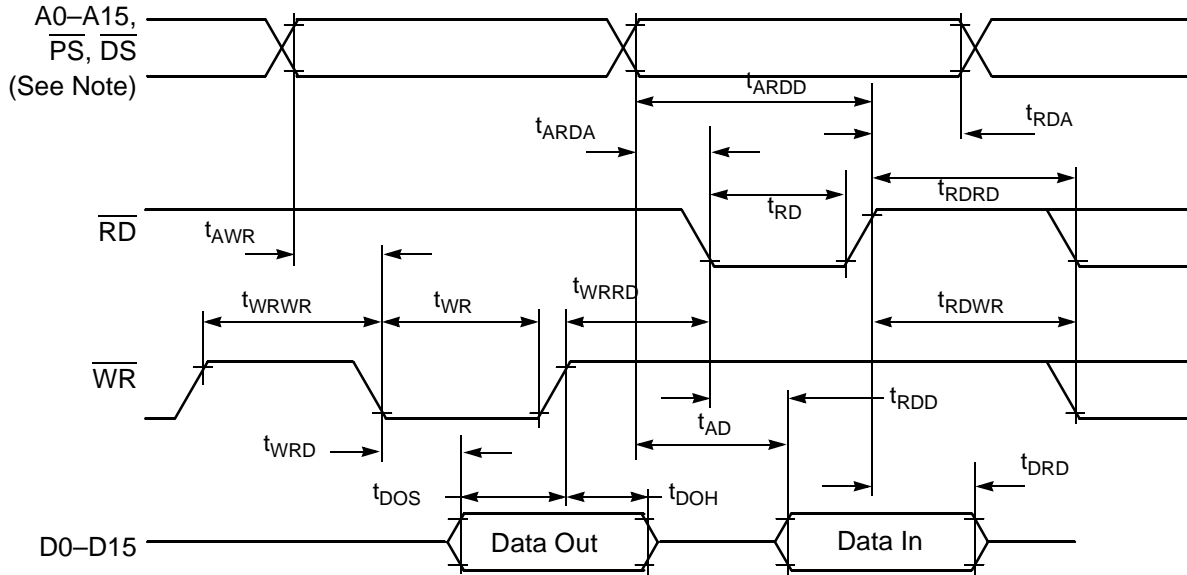 A0–A15,
PS, DS
(See Note)
tARDD
tARDA
tRDA
tRDRD
tRD
RD
tAWR
tWRRD
tWRWR
tWR
tRDWR
WR
tRDD
tAD
tWRD
tDRD
tDOS
tDOH
D0–D15
Data Out
Data In